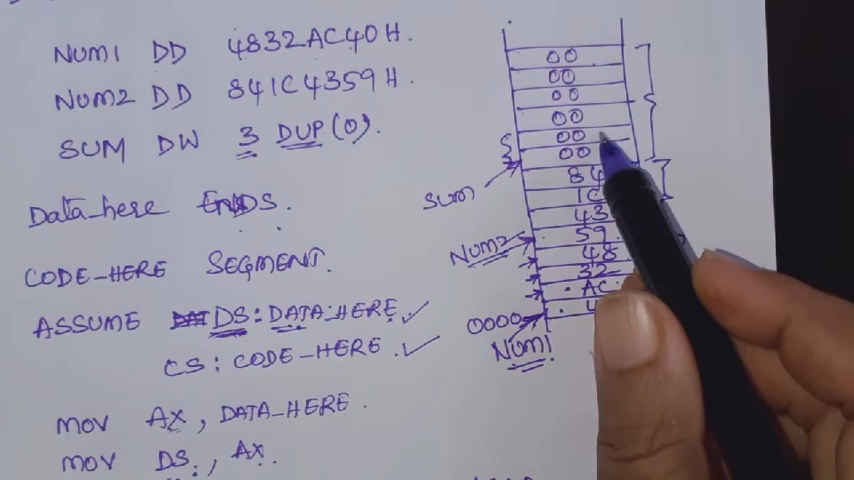 NUM1 DD 4832AC40H.
NUM2 DD 841C4359H.
SUM DW 3 DUP(0).
Data_here ENDS.
CODE-HERE SEGMENT.
ASSUME DS: DATA-HERE
CS: CODE-HERE.
MOV AX, DATA-HERE.
MOV DS, AX.
00
00
00
00
00
00
SUM 84
1C
43
NUM2 59
48
32
AC
0000
NUM1